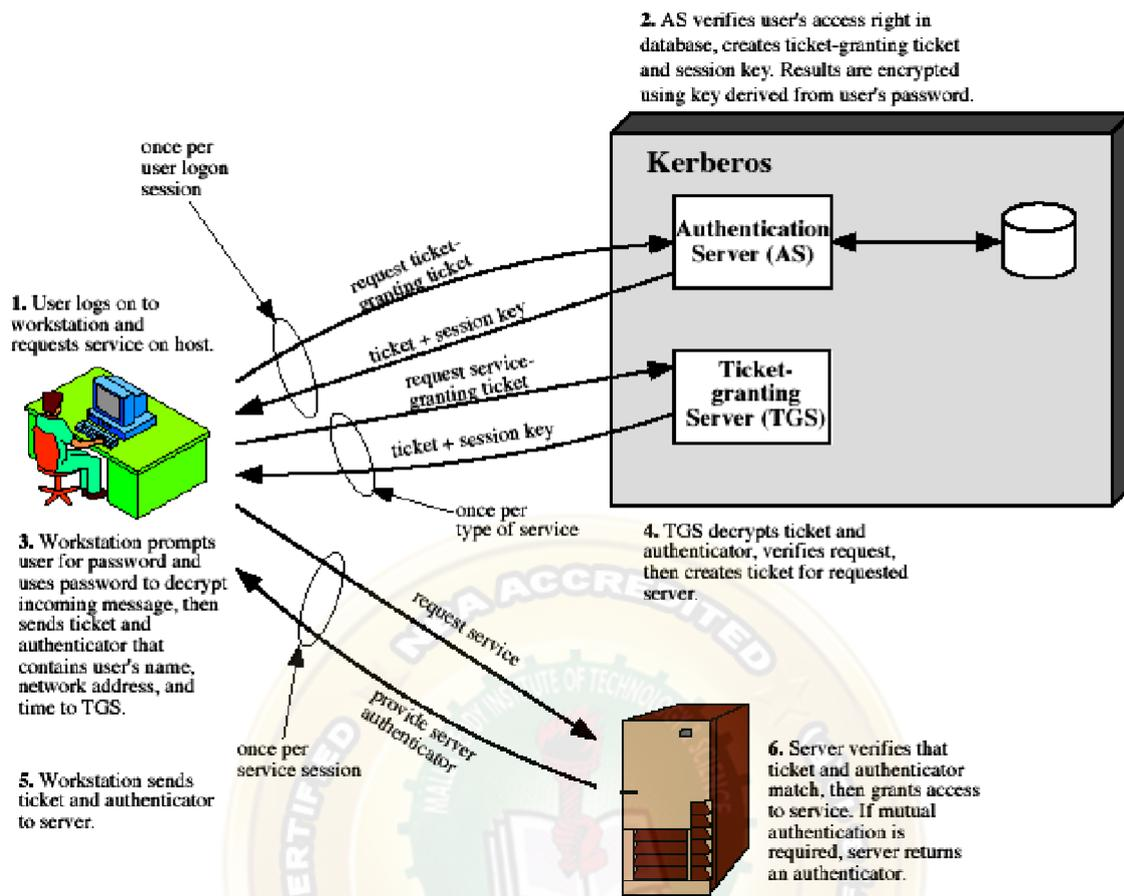 2. AS verifies user's access right in
database, creates ticket-granting ticket
and session key. Results are encrypted
using key derived from user's password.
once per
user logon
session
Kerberos
Authentication
Server (AS)
request ticket-
granting ticket
1. User logs on to
workstation and
requests service on host.
ticket + session key
request service-
granting ticket
Ticket-
granting
Server (TGS)
ticket + session key
once per
type of service
3. Workstation prompts
user for password and
uses password to decrypt
incoming message, then
sends ticket and
authenticator that
contains user's name,
network address, and
time to TGS.
4. TGS decrypts ticket and
authenticator, verifies request,
then creates ticket for requested
server.
request service
provide server
authenticator
once per
service session
5. Workstation sends
ticket and authenticator
to server.
6. Server verifies that
ticket and authenticator
match, then grants access
to service. If mutual
authentication is
required, server returns
an authenticator.
ACCREDITED
INSTITUTE OF TECHNOLOGY